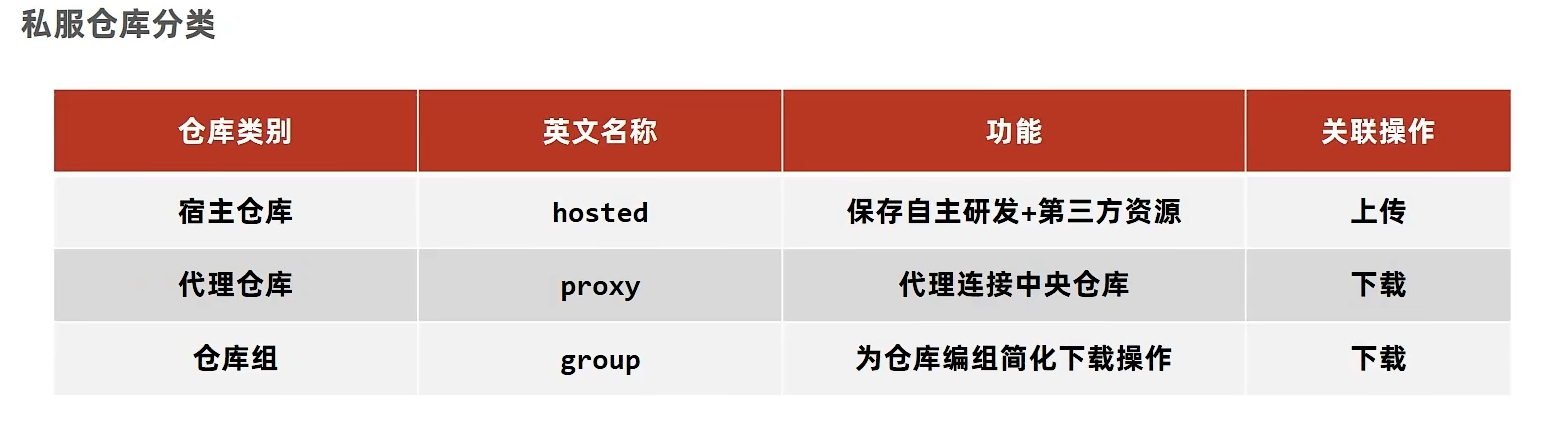 私服仓库分类
仓库类别 英文名称 功能 关联操作
宿主仓库 hosted 保存自主研发+第三方资源 上传
代理仓库 proxy 代理连接中央仓库 下载
仓库组 group 为仓库编组简化下载操作 下载